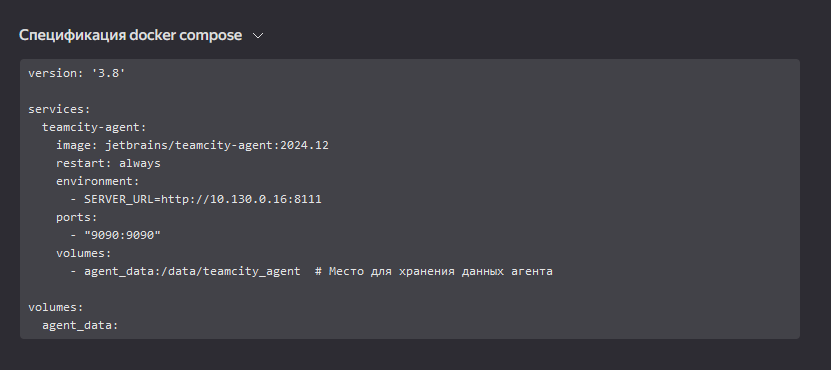 Спецификация docker compose
version: '3.8'
services:
  teamcity-agent:
    image: jetbrains/teamcity-agent:2024.12
    restart: always
    environment:
      - SERVER_URL=http://10.130.0.16:8111
    ports:
      - "9090:9090"
    volumes:
      - agent_data:/data/teamcity_agent  # Место для хранения данных агента
volumes:
  agent_data: